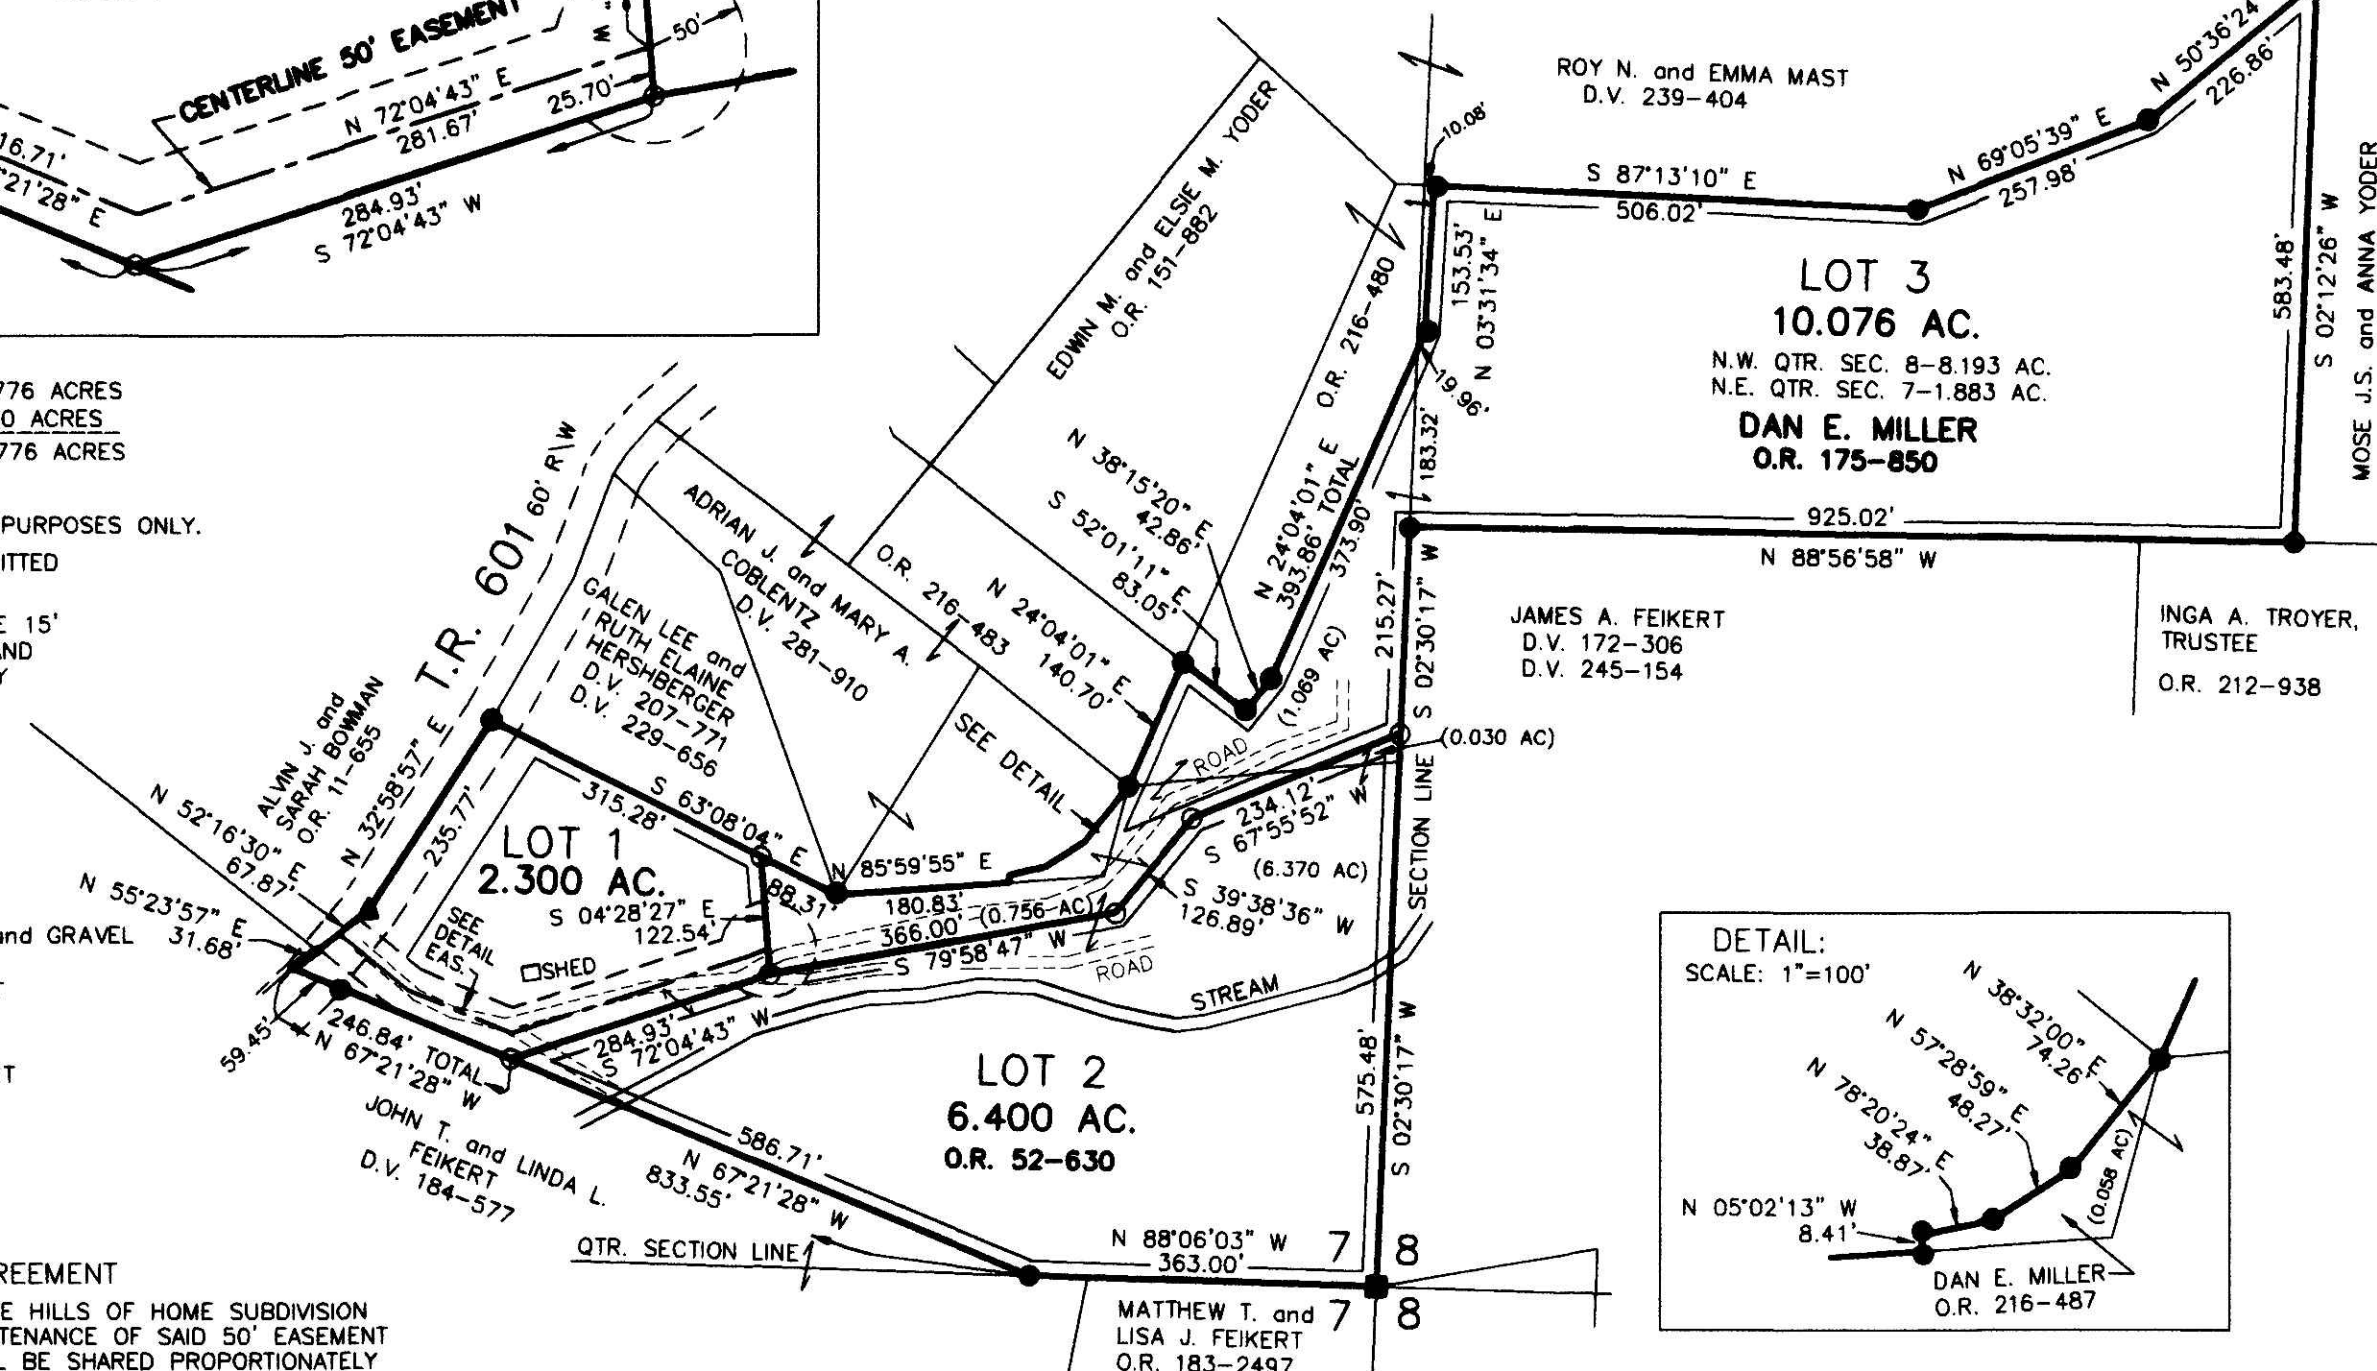 CENTERLINE 50' EASEMENT
W
50'
N 72°04'43" E
281.67'
25.70'
16.71'
21'28" E
284.93'
S 72°04'43" W
776 ACRES
0 ACRES
776 ACRES
PURPOSES ONLY.
ITTED
E 15'
AND
Y
and GRAVEL
T
REEMENT
E HILLS OF HOME SUBDIVISION
TENANCE OF SAID 50' EASEMENT
L BE SHARED PROPORTIONATELY
ROY N. and EMMA MAST
D.V. 239-404
10.08'
S 87°13'10" E
506.02'
N 69°05'39" E
257.98'
N 50°36'24
226.86'
153.53'
N 03°31'34" E
19.96'
183.32'
LOT 3
10.076 AC.
N.W. QTR. SEC. 8-8.193 AC.
N.E. QTR. SEC. 7-1.883 AC.
DAN E. MILLER
O.R. 175-850
583.48'
S 02°12'26" W
MOSE J.S. and ANNA YODER
925.02'
N 88°56'58" W
EDWIN M. and ELSIE M. YODER
O.R. 151-882
O.R. 216-480
N 38°15'20" E
42.86'
S 52°01'11" E
83.05'
N 24°04'01" E
393.86' TOTAL
373.90'
(1.069 AC)
215.27'
S 02°30'17" W
JAMES A. FEIKERT
D.V. 172-306
D.V. 245-154
INGA A. TROYER,
TRUSTEE
O.R. 212-938
T.R. 601 60' R\W
ADRIAN J. and MARY A.
COBLENTZ
D.V. 281-910
O.R. 216-483
N 24°04'01" E
140.70'
SEE DETAIL
GALEN LEE and
RUTH ELAINE
HERSHBERGER
D.V. 207-771
D.V. 229-656
ALVIN J. and
SARAH BOWMAN
O.R. 11-655
N 32°58'57" E
235.77'
N 52°16'30" E
67.87'
N 55°23'57" E
31.68'
S 63°08'04" E
315.28'
LOT 1
2.300 AC.
S 04°28'27" E
122.54'
88.31'
SEE
DETAIL
EAS.
SHED
N 85°59'55" E
180.83'
366.00'
(0.756 AC)
S 79°58'47" W
ROAD
ROAD
(0.030 AC)
234.12'
S 67°55'52" W
(6.370 AC)
S 39°38'36" W
126.89'
SECTION LINE
STREAM
59.45'
246.84' TOTAL
N 67°21'28" W
284.93'
S 72°04'43" W
JOHN T. and LINDA L.
FEIKERT
D.V. 184-577
LOT 2
6.400 AC.
O.R. 52-630
586.71'
N 67°21'28" W
833.55'
575.48'
S 02°30'17" W
QTR. SECTION LINE
N 88°06'03" W
363.00'
7 8
7 8
MATTHEW T. and
LISA J. FEIKERT
O.R. 183-2497
DETAIL:
SCALE: 1"=100'
N 38°32'00" E
74.26'
N 57°28'59" E
48.27'
N 78°20'24" E
38.87'
N 05°02'13" W
8.41'
(0.058 AC)
DAN E. MILLER
O.R. 216-487